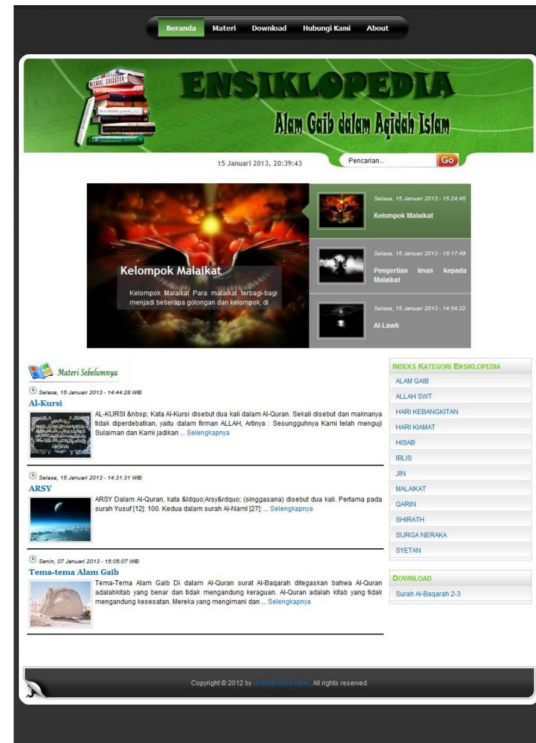 Beranda Materi Download Hubungi Kami About
ENSIKLOPEDIA
Alam Gaib dalam Aqidah Islam
15 Januari 2013, 20:39:43
Pencarian... Go
Kelompok Malaikat
Kelompok Malaikat Para malaikat terbagi-bagi
menjadi beberapa golongan dan kelompok, di
Selasa, 15 Januari 2013 - 15:24:45
Kelompok Malaikat
Selasa, 15 Januari 2013 - 15:17:49
Pengertian Iman kepada
Malaikat
Selasa, 15 Januari 2013 - 14:54:22
Al-Lawh
Materi Sebelumnya
Selasa, 15 Januari 2013 - 14:44:28 WIB
Al-Kursi
AL-KURSI &nbsp; Kata Al-Kursi disebut dua kali dalam Al-Quran. Sekali disebut dan maknanya
tidak diperdebatkan, yaitu dalam firman ALLAH, Artinya : Sesungguhnya Kami telah menguji
Sulaiman dan Kami jadikan ... Selengkapnya
Selasa, 15 Januari 2013 - 14:31:31 WIB
ARSY
ARSY Dalam Al-Quran, kata &ldquo;Arsy&rdquo; (singgasana) disebut dua kali. Pertama pada
surah Yusuf [12]: 100. Kedua dalam surah Al-Naml [27]: ... Selengkapnya
Senin, 07 Januari 2013 - 15:05:07 WIB
Tema-tema Alam Gaib
Tema-Tema Alam Gaib Di dalam Al-Quran surat Al-Baqarah ditegaskan bahwa Al-Quran
adalahkitab yang benar dan tidak mengandung keraguan. Al-Quran adalah kitab yang tidak
mengandung kesesatan. Mereka yang mengimani dan ... Selengkapnya
INDEKS KATEGORI ENSIKLOPEDIA
ALAM GAIB
ALLAH SWT
HARI KEBANGKITAN
HARI KIAMAT
HISAB
IBLIS
JIN
MALAIKAT
QARIN
SHIRATH
SURGA NERAKA
SYETAN
DOWNLOAD
Surah Al-Baqarah 2-3
Copyright © 2012 by All rights reserved.